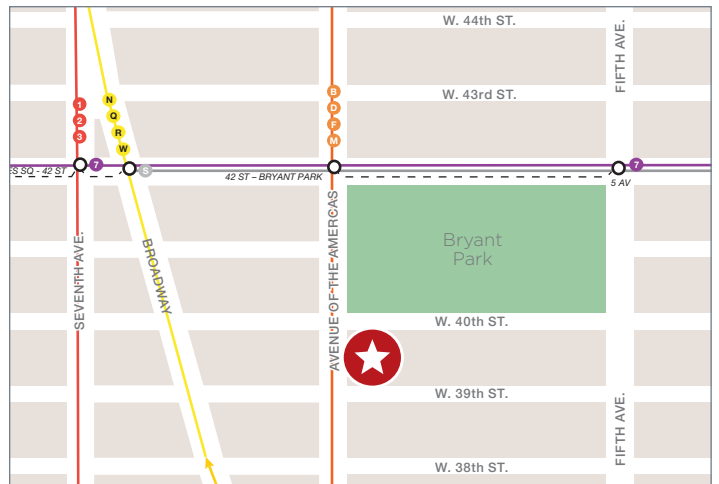 W. 44th ST.
FIFTH AVE.
W. 43rd ST.
1
2
3
N
Q
R
W
B
D
F
M
7
S
7
ES SQ - 42 ST
42 ST – BRYANT PARK
5 AV
SEVENTH AVE.
BROADWAY
AVENUE OF THE AMERCAS
Bryant
Park
W. 40th ST.
W. 39th ST.
FIFTH AVE.
W. 38th ST.